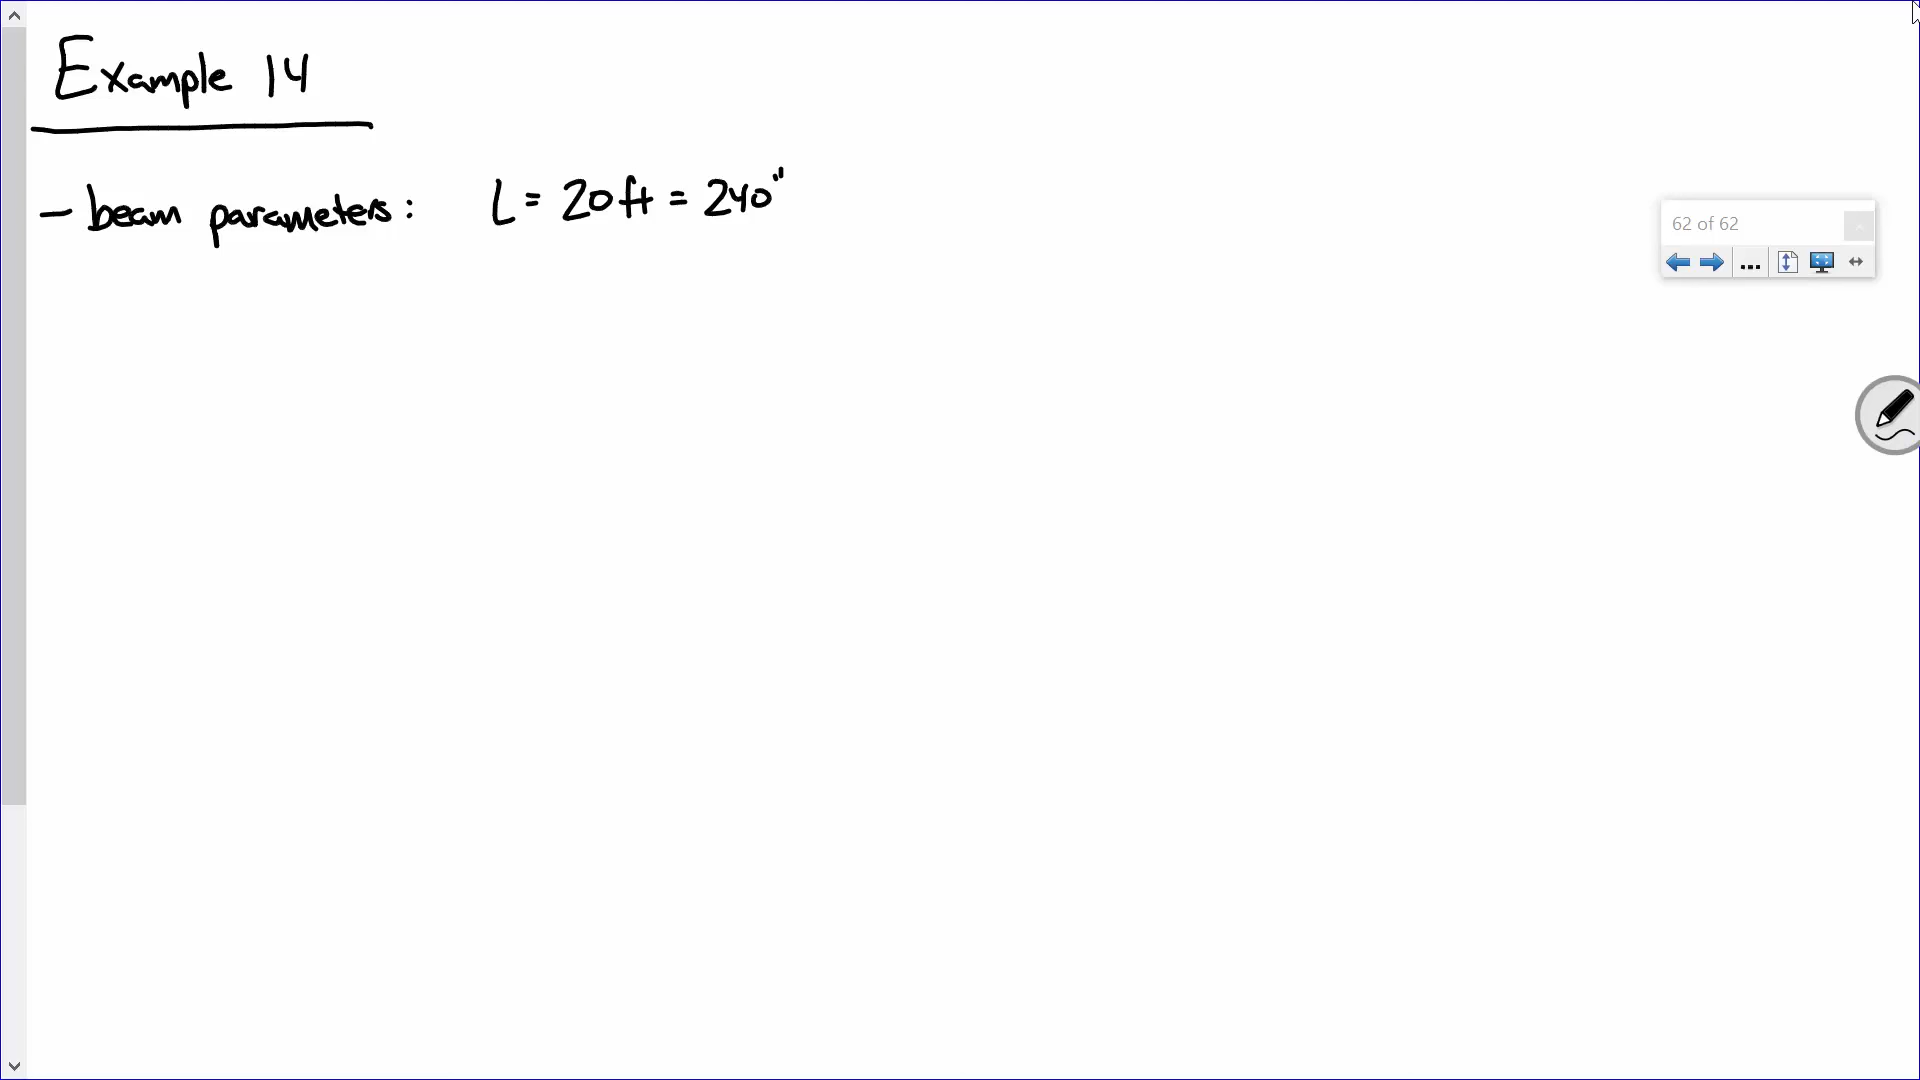 Example 14
- beam parameters: L = 20ft = 240"
62 of 62
...